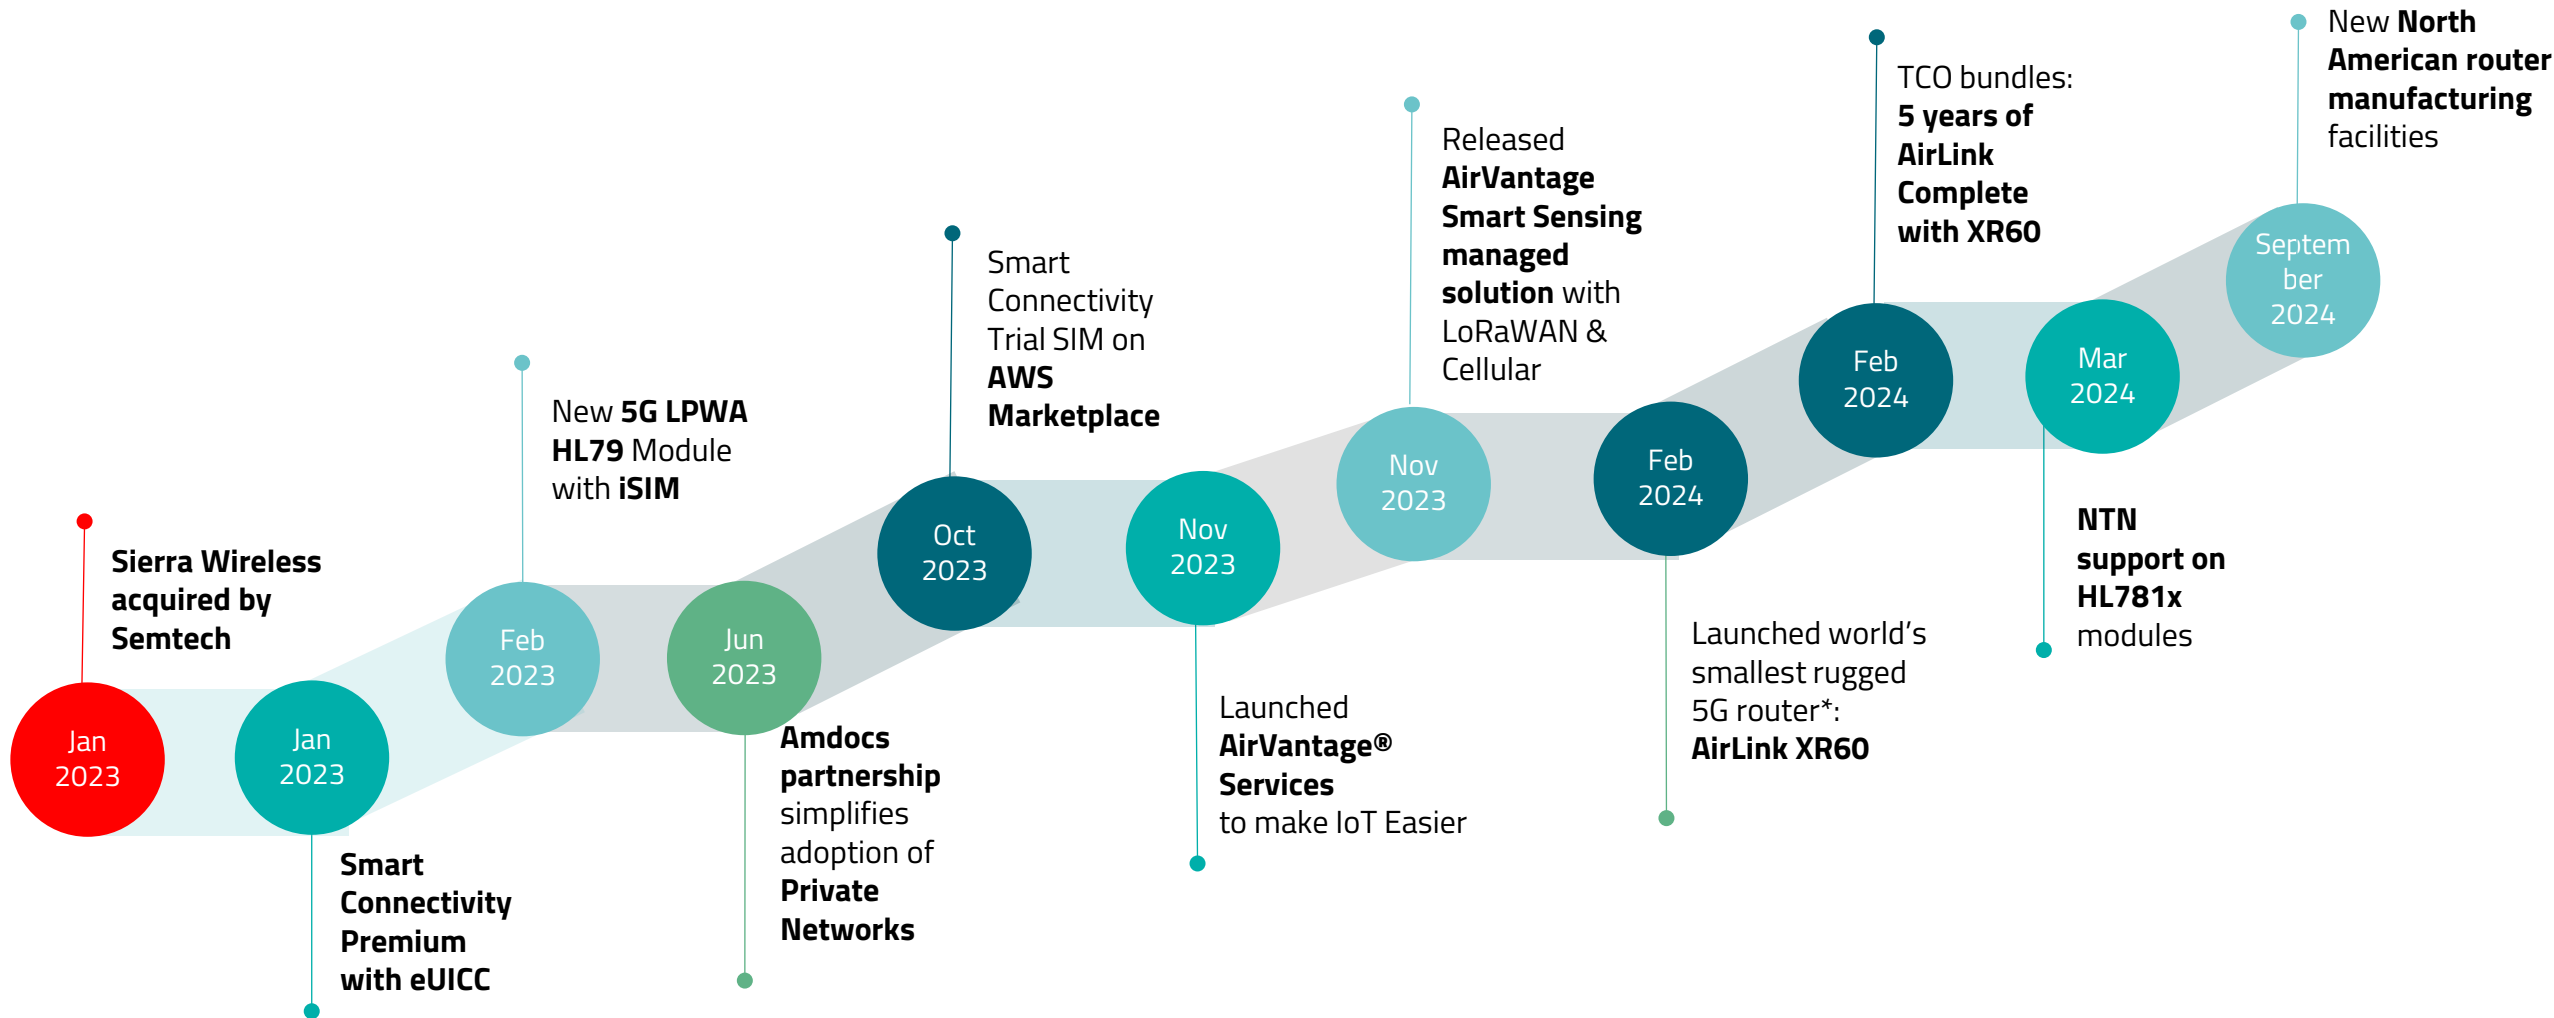 Jan
2023
Sierra Wireless
acquired by
Semtech
Jan
2023
Smart
Connectivity
Premium
with eUICC
Feb
2023
New 5G LPWA
HL79 Module
with iSIM
Jun
2023
Amdocs
partnership
simplifies
adoption of
Private
Networks
Oct
2023
Smart
Connectivity
Trial SIM on
AWS
Marketplace
Nov
2023
Launched
AirVantage®
Services
to make IoT Easier
Nov
2023
Released
AirVantage
Smart Sensing
managed
solution with
LoRaWAN &
Cellular
Feb
2024
Launched world’s
smallest rugged
5G router*:
AirLink XR60
Feb
2024
TCO bundles:
5 years of
AirLink
Complete
with XR60
Mar
2024
NTN
support on
HL781x
modules
Septem
ber
2024
New North
American router
manufacturing
facilities